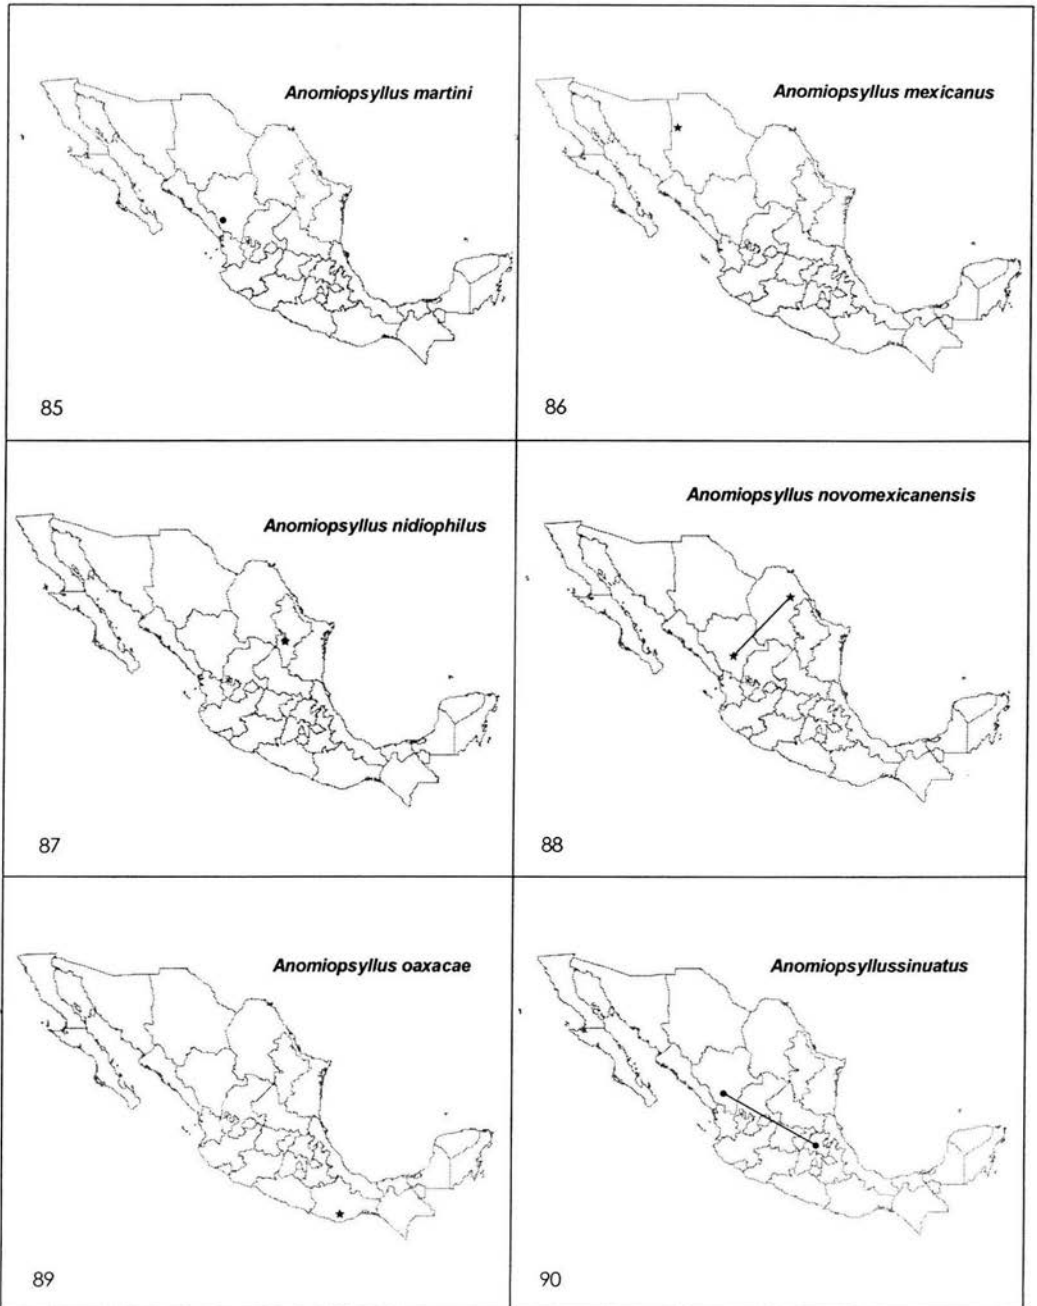 Anomiopsyllus martini
85
Anomiopsyllus mexicanus
86
Anomiopsyllus nidiophilus
87
Anomiopsyllus novomexicanensis
88
Anomiopsyllus oaxacae
89
Anomiopsyllussinuatus
90